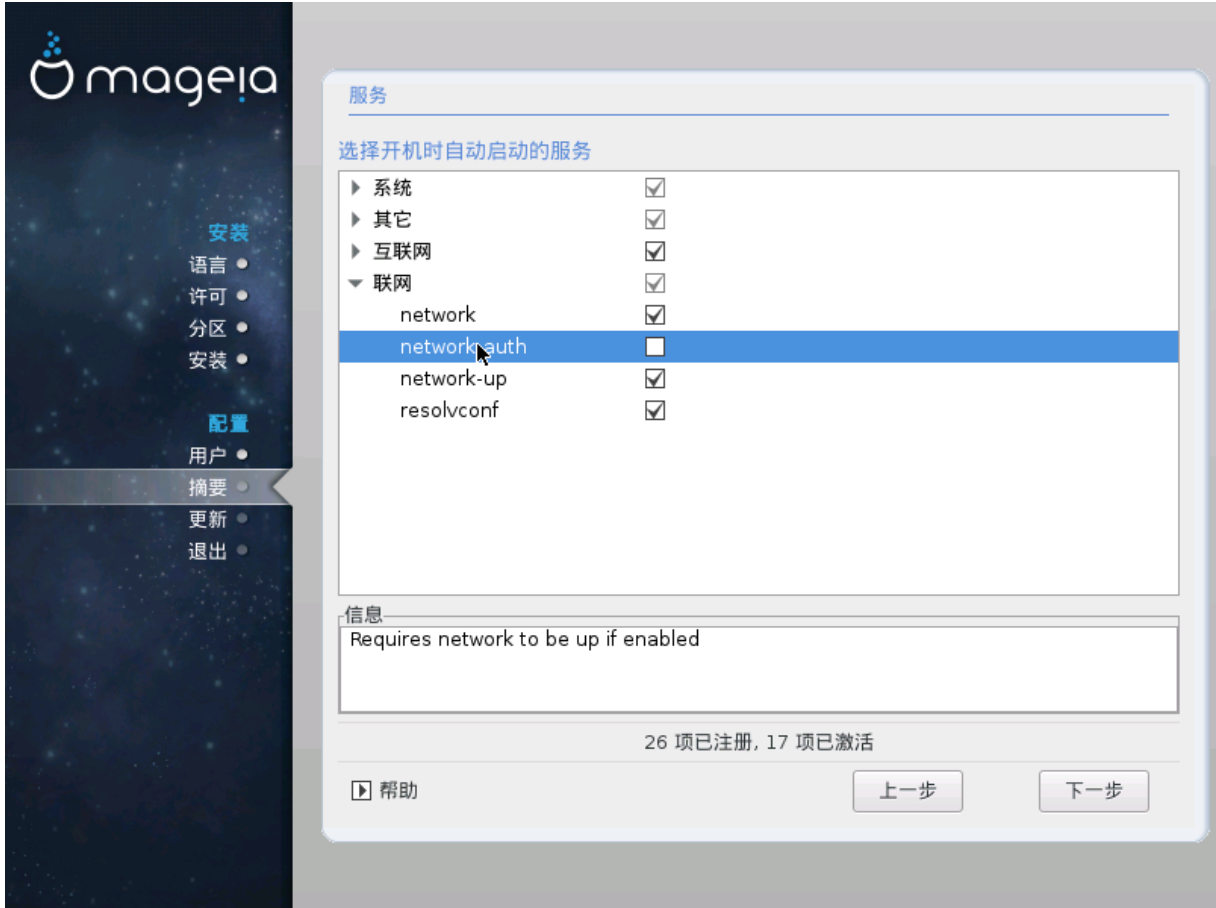 mageia
安装
语言
许可
分区
安装
配置
用户
摘要
更新
退出
服务
选择开机时自动启动的服务
系统
其它
互联网
联网
network
network-auth
network-up
resolvconf
信息
Requires network to be up if enabled
26 项已注册, 17 项已激活
帮助
上一步
下一步